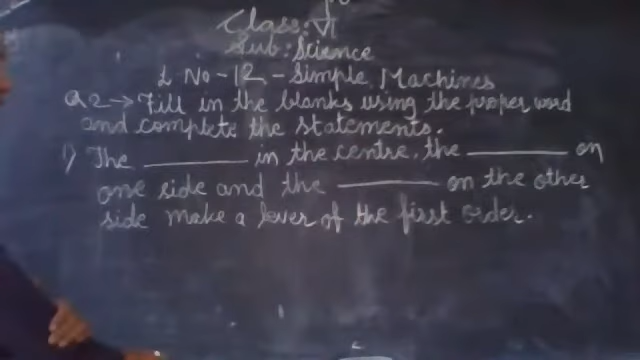 Class:VI
Sub:Science
L No-12-Simple Machines
Q2→Fill in the blanks using the proper word
and complete the statements.
1) The ________ in the centre, the ________ on
one side and the ________ on the other
side make a lever of the first order.